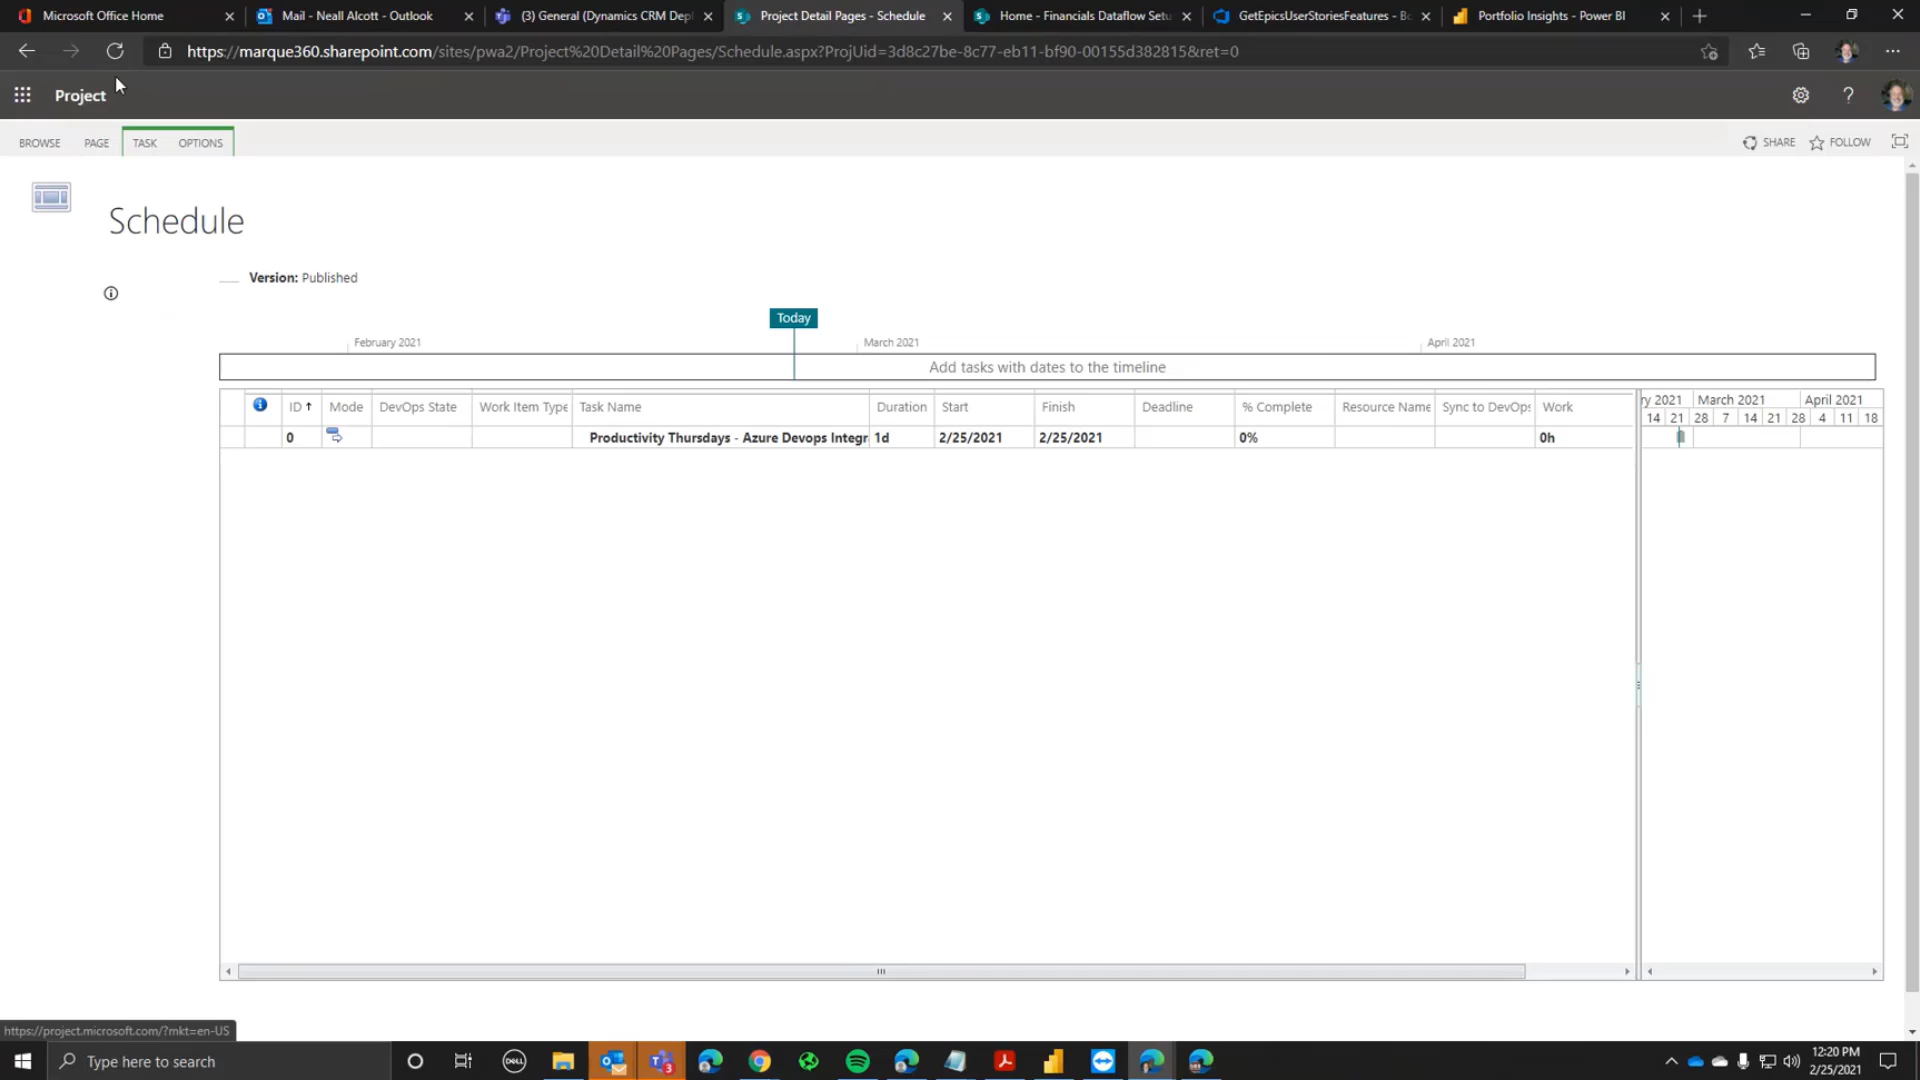 Microsoft Office Home
Mail - Neall Alcott - Outlook
(3) General (Dynamics CRM Depl
Project Detail Pages - Schedule
Home - Financials Dataflow Setu
GetEpicsUserStoriesFeatures - Bo
Portfolio Insights - Power BI
https://marque360.sharepoint.com/sites/pwa2/Project%20Detail%20Pages/Schedule.aspx?ProjUid=3d8c27be-8c77-eb11-bf90-00155d382815&ret=0
Project
BROWSE PAGE TASK OPTIONS
SHARE FOLLOW
Schedule
Version: Published
Today
February 2021 March 2021 April 2021
Add tasks with dates to the timeline
ID Mode DevOps State Work Item Type Task Name Duration Start Finish Deadline % Complete Resource Name Sync to DevOps Work
ry 2021 March 2021 April 2021
14 21 28 7 14 21 28 4 11 18
0 Productivity Thursdays - Azure Devops Integr 1d 2/25/2021 2/25/2021 0% 0h
https://project.microsoft.com/?mkt=en-US
Type here to search
DELL
3
12:20 PM
2/25/2021